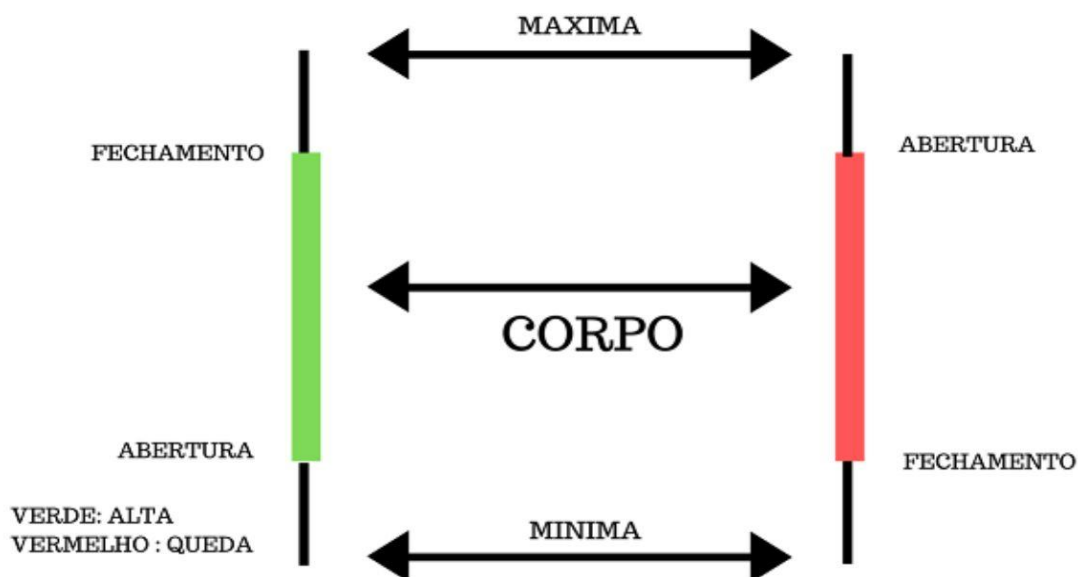 MAXIMA
FECHAMENTO
ABERTURA
CORPO
ABERTURA
FECHAMENTO
VERDE: ALTA
VERMELHO : QUEDA
MINIMA